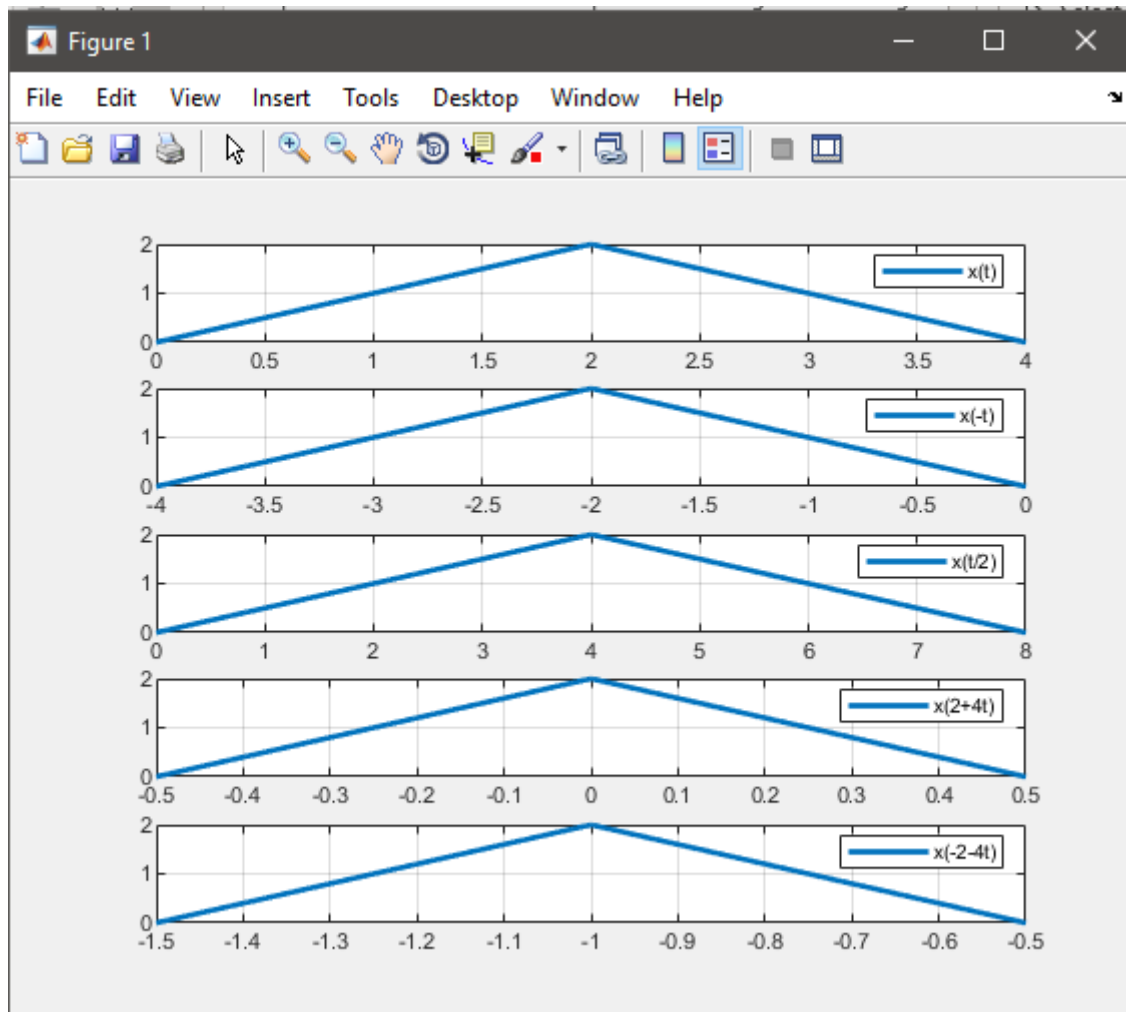 Figure 1
File Edit View Insert Tools Desktop Window Help
2
1
0
x(t)
0 0.5 1 1.5 2 2.5 3 3.5 4
2
1
0
x(-t)
-4 -3.5 -3 -2.5 -2 -1.5 -1 -0.5 0
2
1
0
x(t/2)
0 1 2 3 4 5 6 7 8
2
1
0
x(2+4t)
-0.5 -0.4 -0.3 -0.2 -0.1 0 0.1 0.2 0.3 0.4 0.5
2
1
0
x(-2-4t)
-1.5 -1.4 -1.3 -1.2 -1.1 -1 -0.9 -0.8 -0.7 -0.6 -0.5